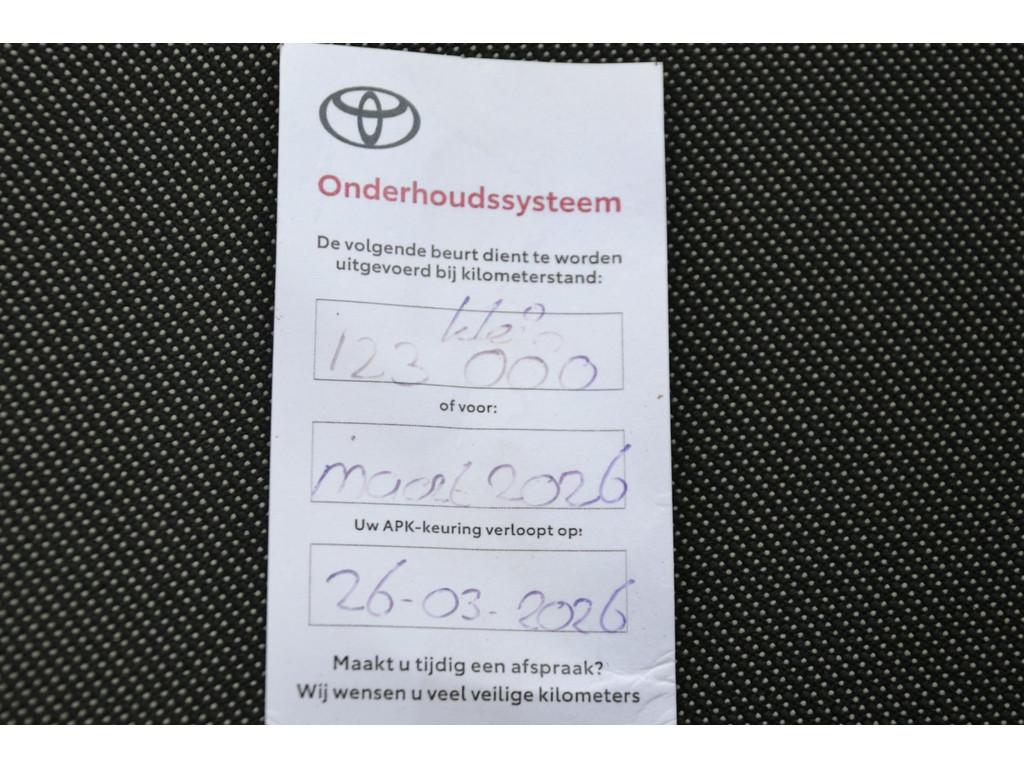 Onderhoudssysteem
De volgende beurt dient te worden
uitgevoerd bij kilometerstand:
klein
123 000
of voor:
maart 2026
Uw APK-keuring verloopt op:
26-03-2026
Maakt u tijdig een afspraak?
Wij wensen u veel veilige kilometers